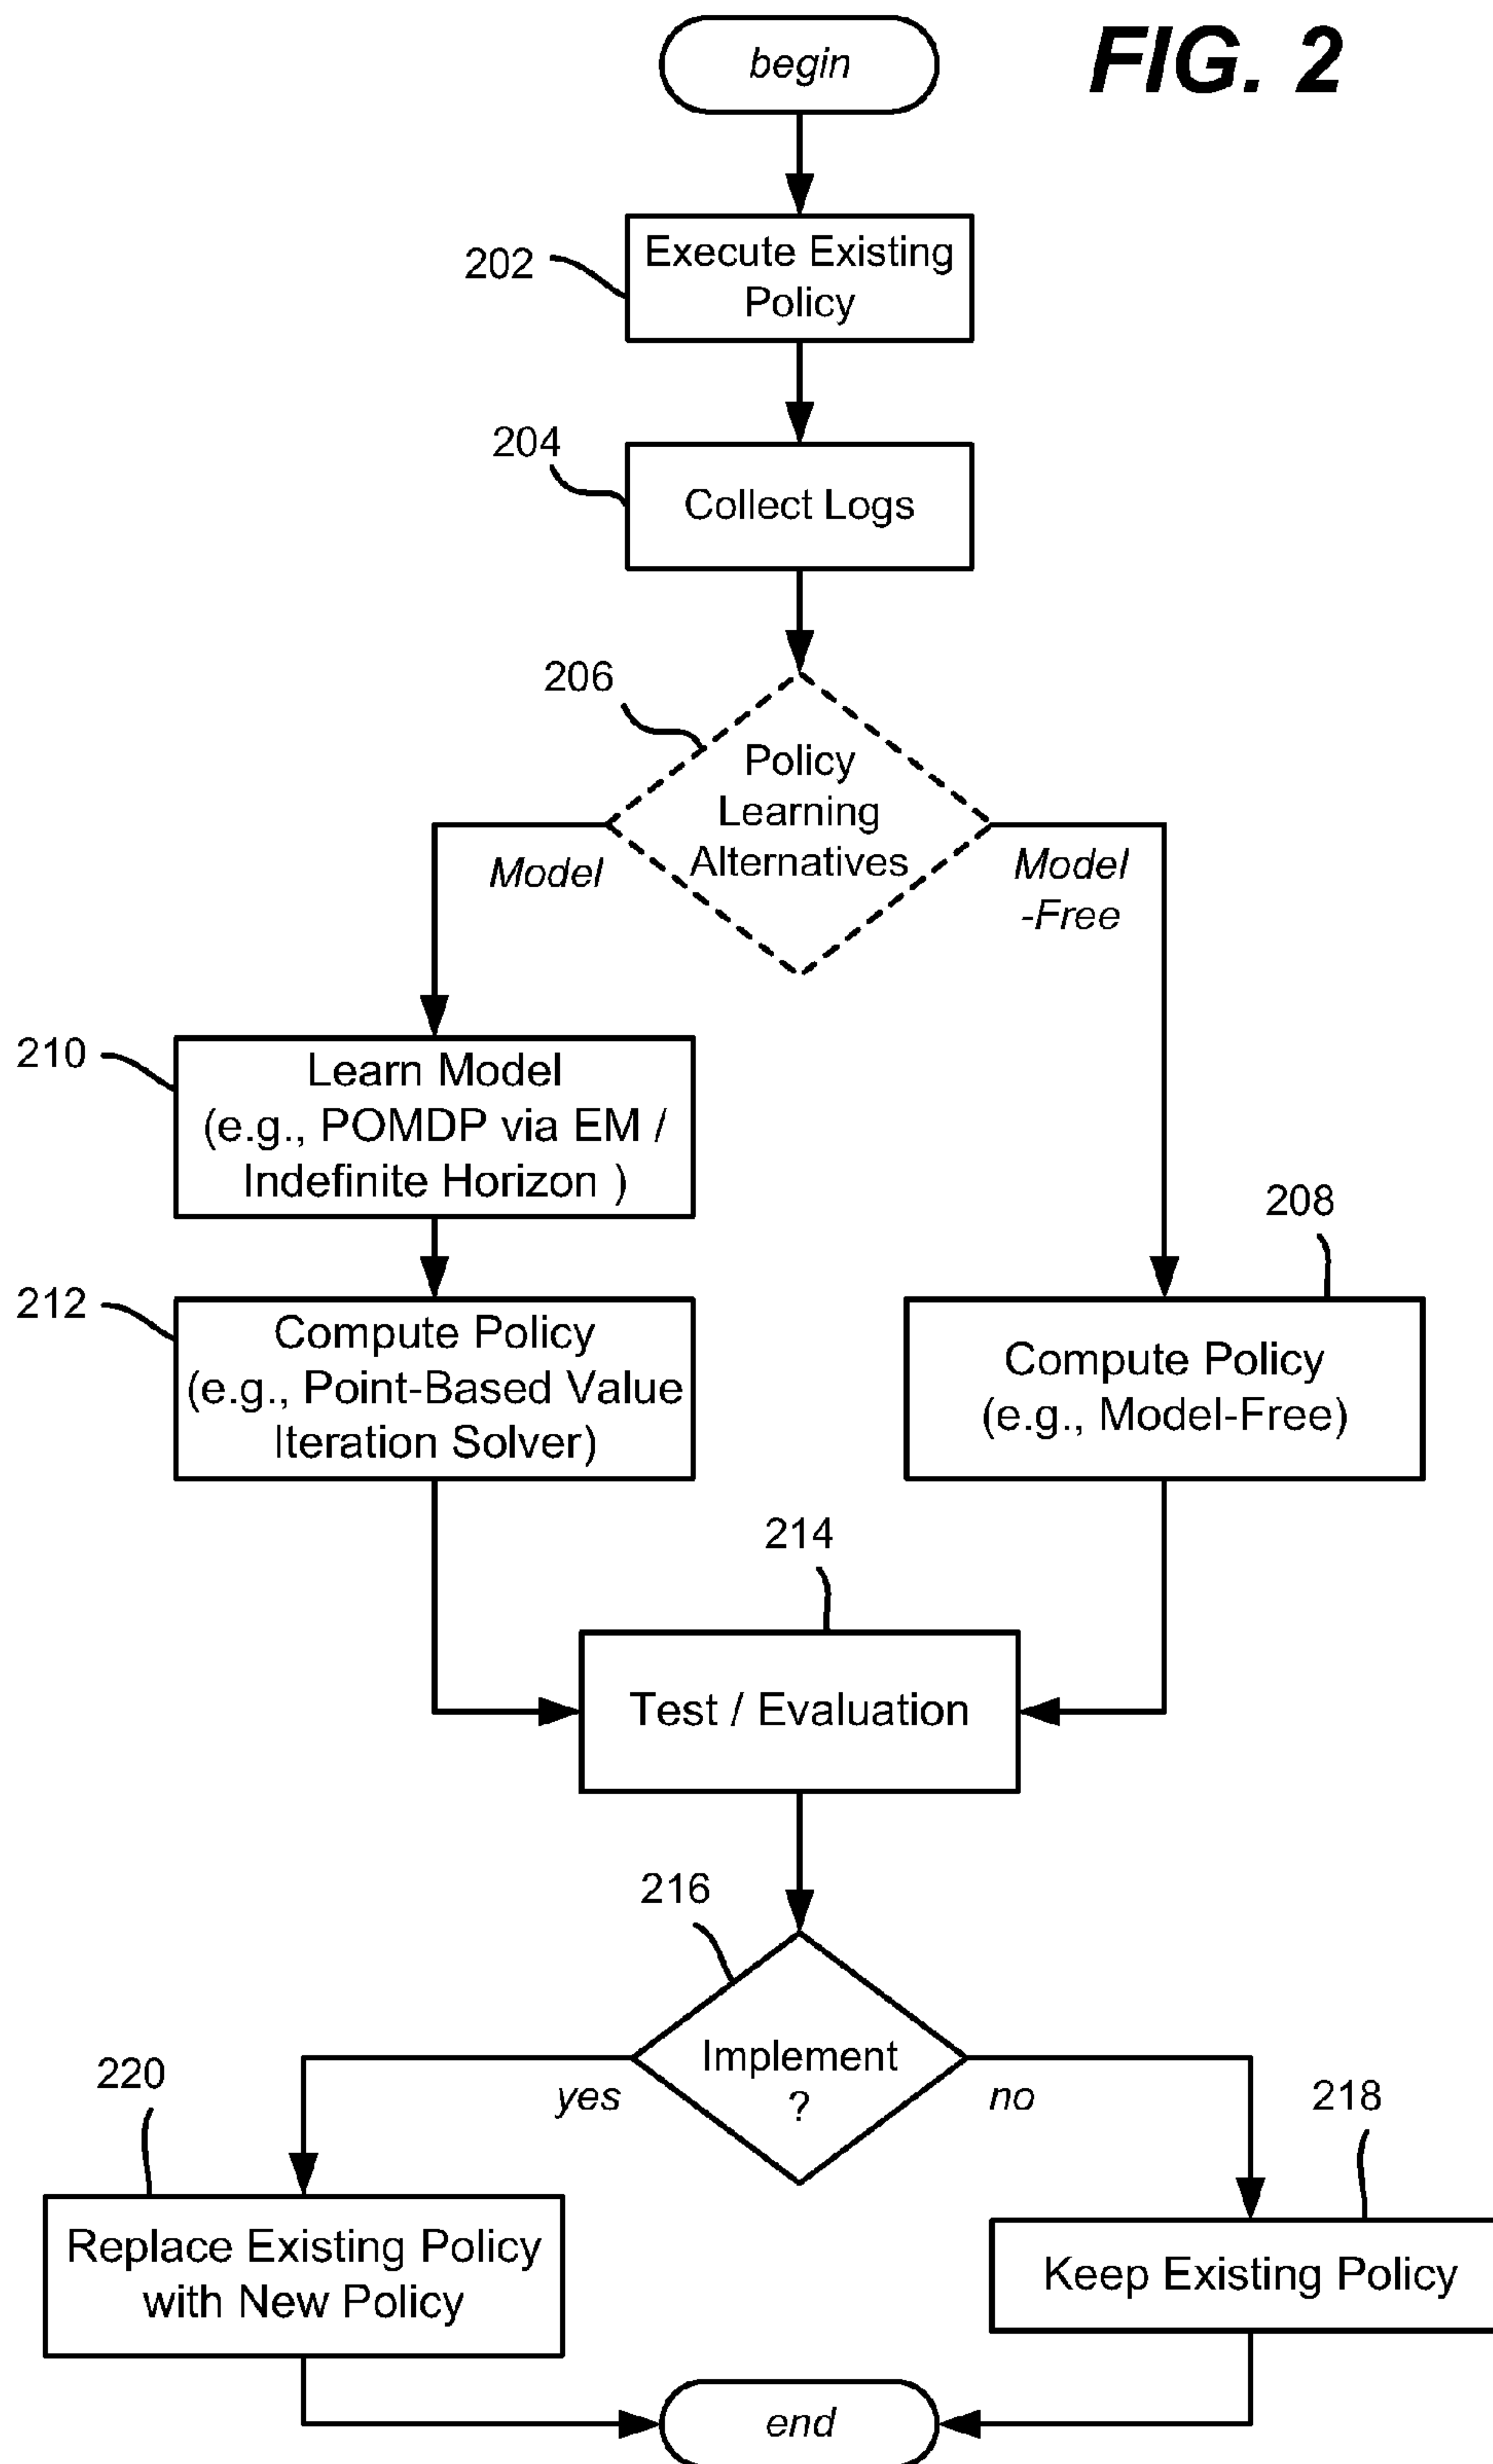 begin
FIG. 2
202
Execute Existing
Policy
204
Collect Logs
206
Policy
Learning
Alternatives
Model
Model
-Free
210
Learn Model
(e.g., POMDP via EM /
Indefinite Horizon )
208
212
Compute Policy
(e.g., Point-Based Value
Iteration Solver)
Compute Policy
(e.g., Model-Free)
214
Test / Evaluation
216
Implement
?
yes
no
220
218
Replace Existing Policy
with New Policy
Keep Existing Policy
end